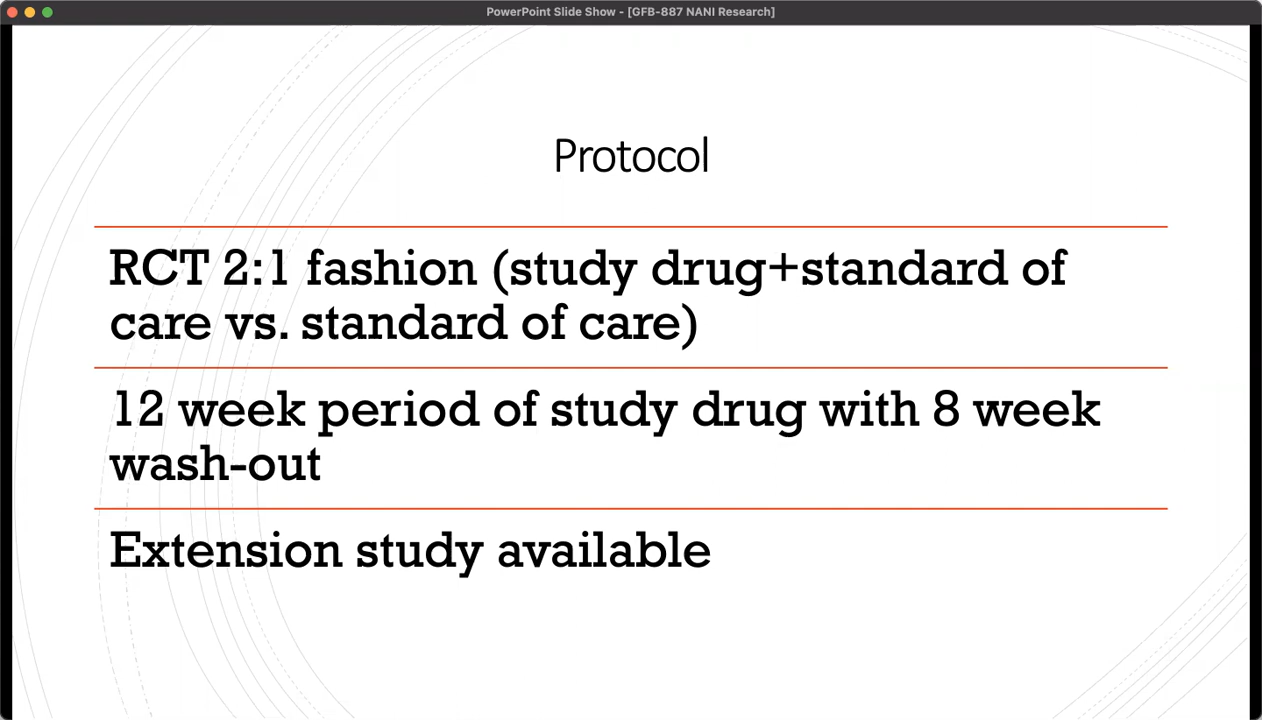 PowerPoint Slide Show - [GFB-887 NANI Research]
Protocol
RCT 2:1 fashion (study drug+standard of
care vs. standard of care)
12 week period of study drug with 8 week
wash-out
Extension study available